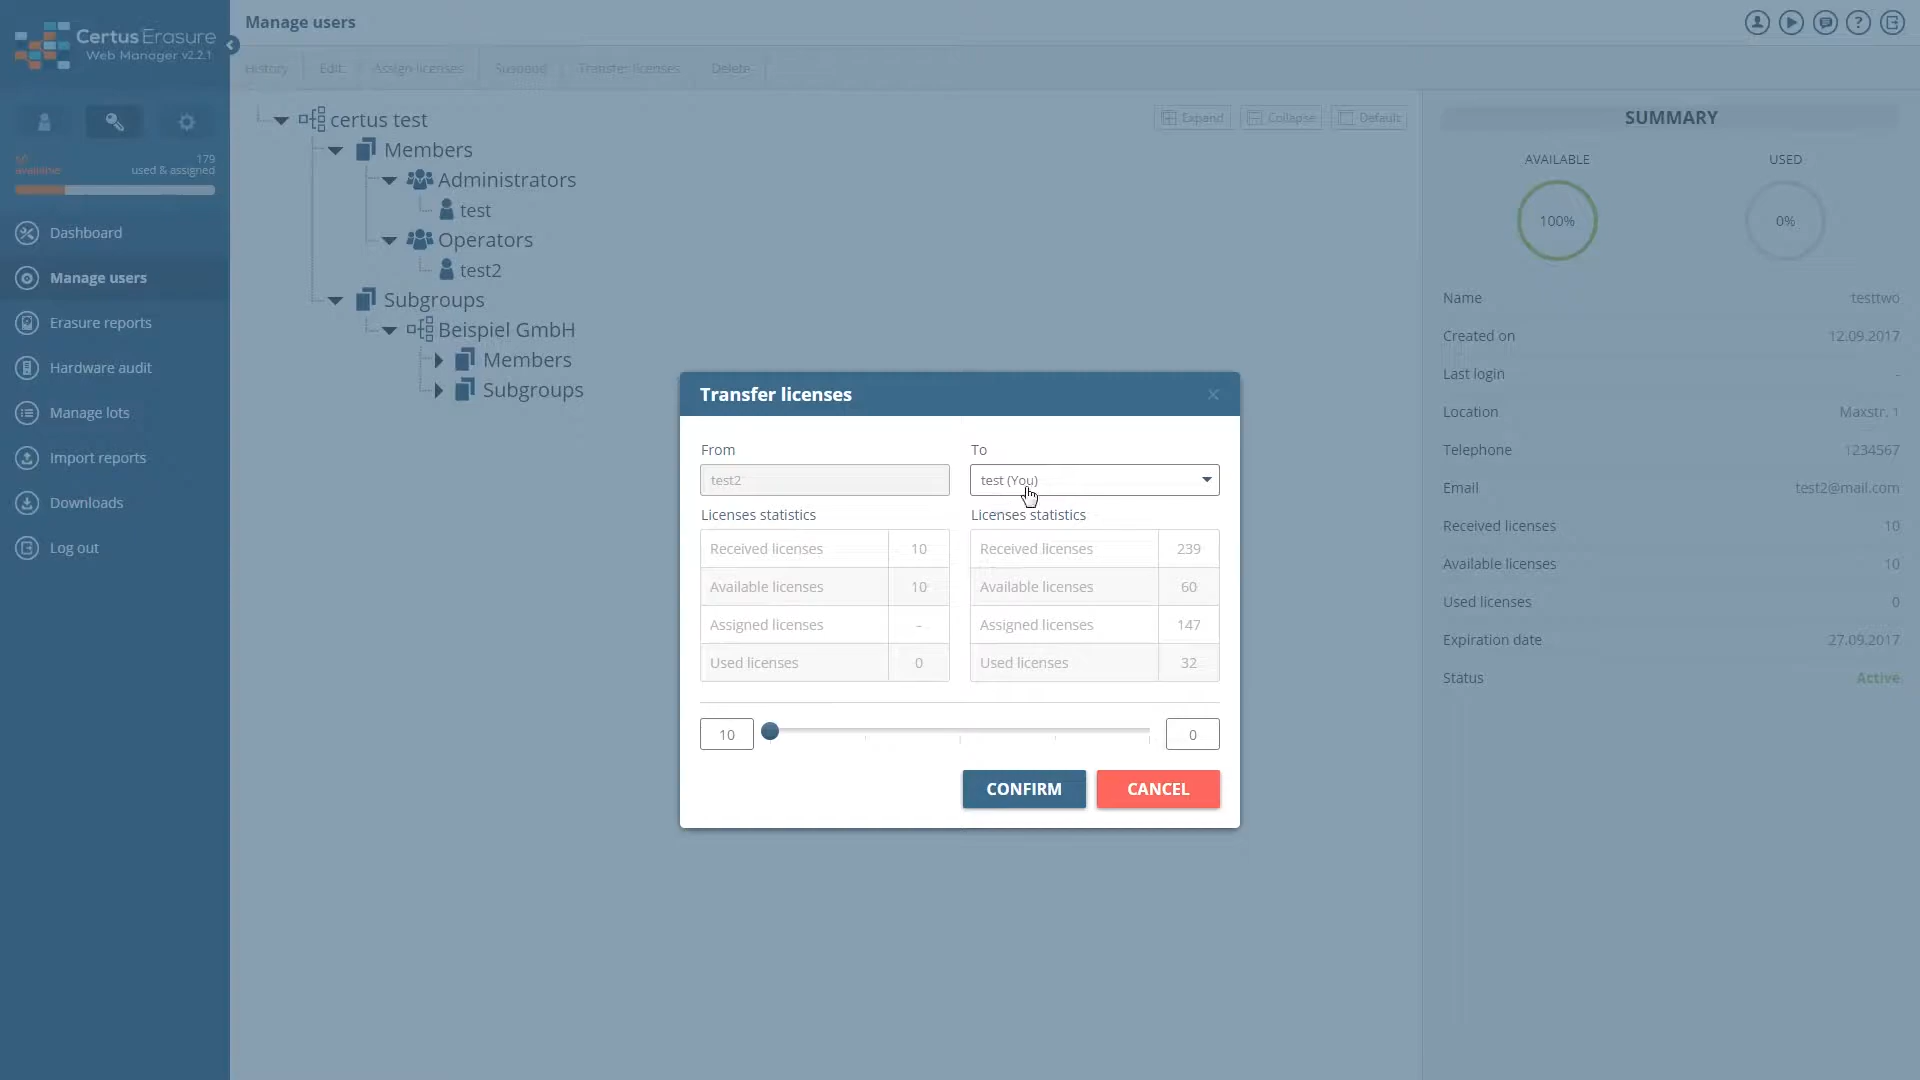 Certus Erasure
Web Manager v2.2.1
Manage users
History
Edit
Assign licenses
Suspend
Transfer licenses
Delete
available
179
used & assigned
Dashboard
Manage users
Erasure reports
Hardware audit
Manage lots
Import reports
Downloads
Log out
certus test
Members
Administrators
test
Operators
test2
Subgroups
Beispiel GmbH
Members
Subgroups
Expand
Collapse
Default
Transfer licenses
×
From
To
test2
test (You)
Licenses statistics
Licenses statistics
Received licenses 10
Received licenses 239
Available licenses 10
Available licenses 60
Assigned licenses -
Assigned licenses 147
Used licenses 0
Used licenses 32
10
0
CONFIRM
CANCEL
SUMMARY
AVAILABLE
USED
100%
0%
Name testtwo
Created on 12.09.2017
Last login -
Location Maxstr. 1
Telephone 1234567
Email test2@mail.com
Received licenses 10
Available licenses 10
Used licenses 0
Expiration date 27.09.2017
Status Active